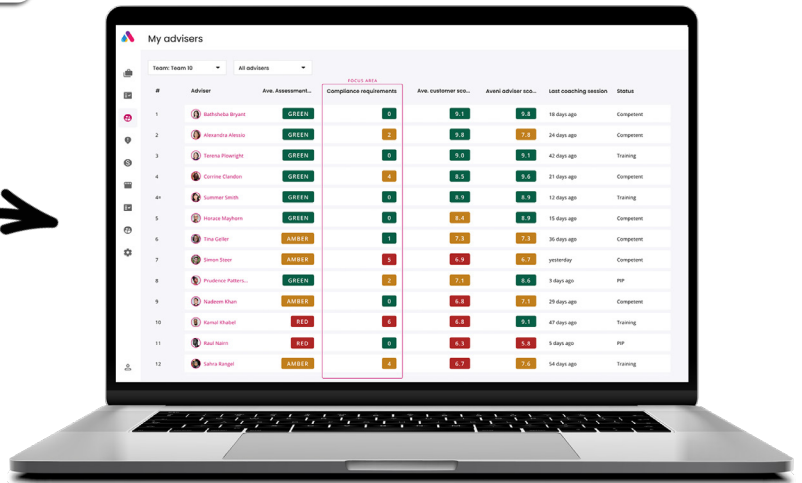 My advisers
Team: Team 10 All advisers
FOCUS AREA
# Adviser Ave. Assessment... Compliance requirements Ave. customer sco... Aveni adviser sco... Last coaching session Status
1 Bathsheba Bryant GREEN 0 9.1 9.8 18 days ago Competent
2 Alexandra Alessio GREEN 2 9.8 7.8 24 days ago Competent
3 Terena Plowright GREEN 0 9.0 9.1 42 days ago Training
4 Corrine Clandon GREEN 4 8.5 9.6 21 days ago Competent
4= Summer Smith GREEN 0 8.9 8.9 12 days ago Training
5 Horace Mayhorn GREEN 0 8.4 8.9 15 days ago Competent
6 Tina Geller AMBER 1 7.3 7.3 36 days ago Competent
7 Simon Steer AMBER 5 6.9 6.7 yesterday Competent
8 Prudence Patters... GREEN 2 7.1 8.6 3 days ago PIP
9 Nadeem Khan AMBER 0 6.8 7.1 29 days ago Competent
10 Kamal Khabel RED 6 6.8 9.1 47 days ago Training
11 Raul Nairn RED 0 6.3 5.8 5 days ago PIP
12 Sahra Rangel AMBER 4 6.7 7.6 54 days ago Training